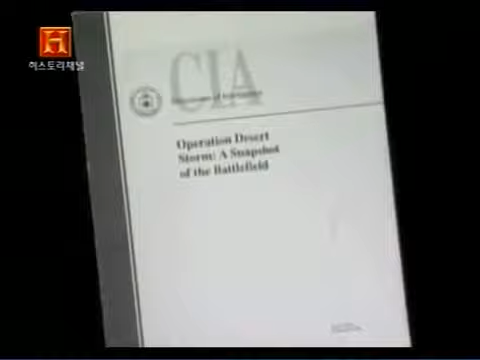 H
히스토리채널
CIA
Operation Desert
Storm: A Snapshot
of the Battlefield